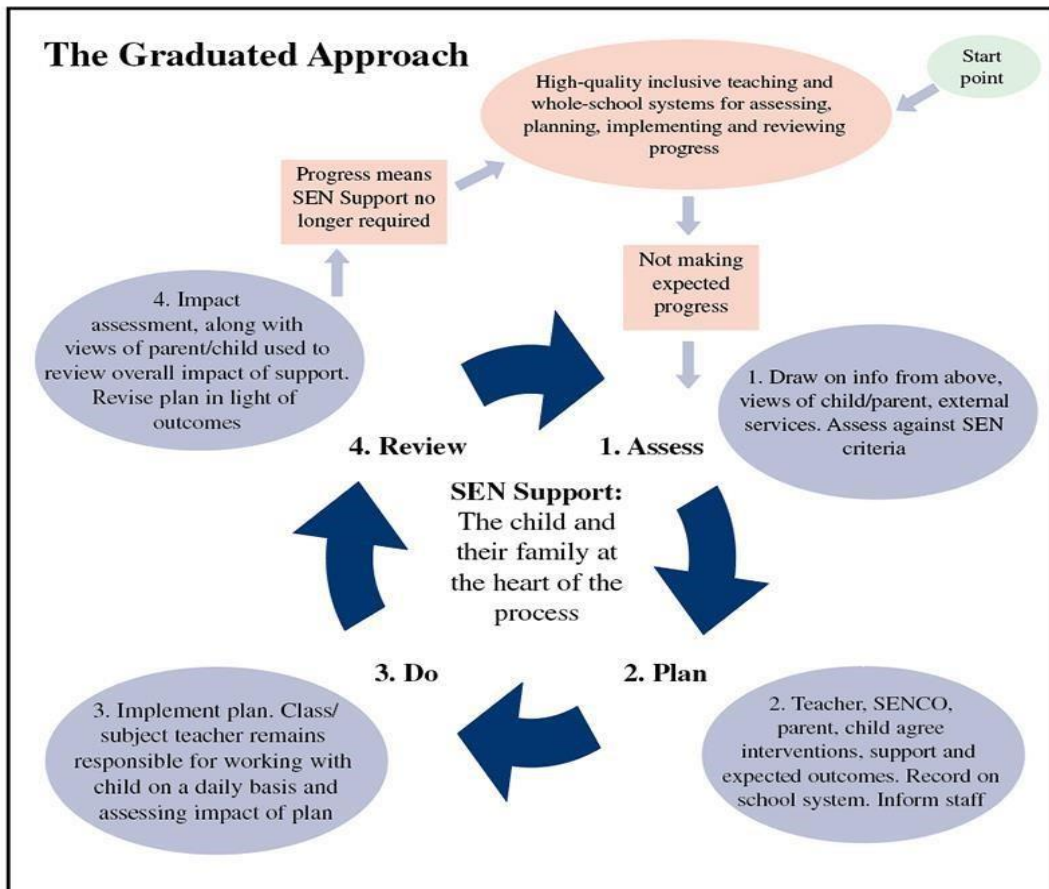 The Graduated Approach
Start
point
High-quality inclusive teaching and
whole-school systems for assessing,
planning, implementing and reviewing
progress
Progress means
SEN Support no
longer required
Not making
expected
progress
4. Impact
assessment, along with
views of parent/child used to
review overall impact of support.
Revise plan in light of
outcomes
1. Draw on info from above,
views of child/parent, external
services. Assess against SEN
criteria
4. Review
1. Assess
SEN Support:
The child and
their family at
the heart of the
process
3. Do
2. Plan
3. Implement plan. Class/
subject teacher remains
responsible for working with
child on a daily basis and
assessing impact of plan
2. Teacher, SENCO,
parent, child agree
interventions, support and
expected outcomes. Record on
school system. Inform staff